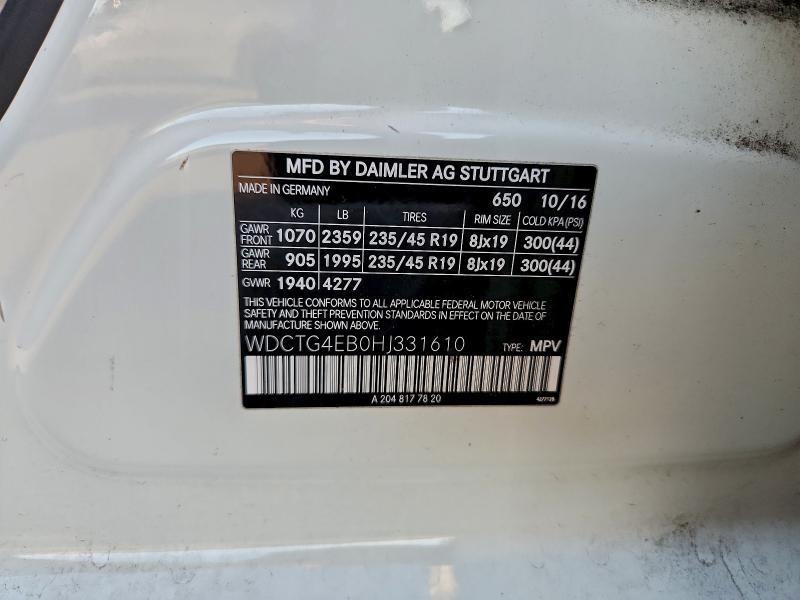 MFD BY DAIMLER AG STUTTGART
MADE IN GERMANY 650 10/16
KG LB TIRES RIM SIZE COLD KPA (PSI)
GAWR FRONT 1070 2359 235/45 R19 8Jx19 300(44)
GAWR REAR 905 1995 235/45 R19 8Jx19 300(44)
GVWR 1940 4277
THIS VEHICLE CONFORMS TO ALL APPLICABLE FEDERAL MOTOR VEHICLE
SAFETY AND THEFT PREVENTION STANDARDS IN EFFECT ON THE DATE
OF MANUFACTURE SHOWN ABOVE.
WDCTG4EB0HJ331610 TYPE: MPV
A 204 817 78 20